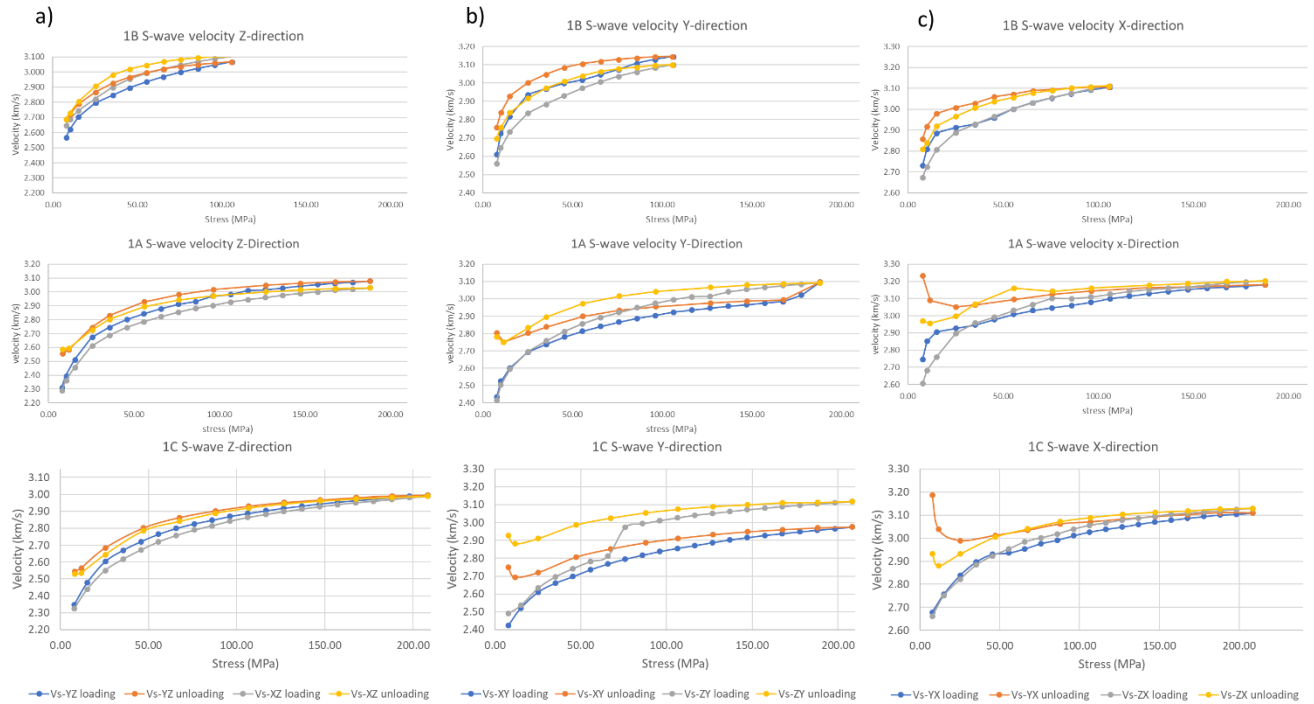 a)
b)
c)
1B S-wave velocity Z-direction
3.100
3.000
2.900
2.800
2.700
2.600
2.500
2.400
2.300
2.200
Velocity (km/s)
0.00 50.00 100.00 150.00 200.00
Stress (MPa)
1B S-wave velocity Y-direction
3.20
3.10
3.00
2.90
2.80
2.70
2.60
2.50
2.40
Velocity (km/s)
0.00 50.00 100.00 150.00 200.00
Stress (MPa)
1B S-wave velocity X-direction
3.30
3.20
3.10
3.00
2.90
2.80
2.70
2.60
Velocity (km/s)
0.00 50.00 100.00 150.00 200.00
Stress (MPa)
1A S-wave velocity Z-Direction
3.20
3.10
3.00
2.90
2.80
2.70
2.60
2.50
2.40
2.30
2.20
velocity (km/s)
0.00 50.00 100.00 150.00 200.00
stress (MPa)
1A S-wave velocity Y-Direction
3.20
3.10
3.00
2.90
2.80
2.70
2.60
2.50
2.40
velocity (km/s)
0.00 50.00 100.00 150.00 200.00
stress (MPa)
1A S-wave velocity x-Direction
3.30
3.20
3.10
3.00
2.90
2.80
2.70
2.60
velocity (km/s)
0.00 50.00 100.00 150.00 200.00
stress (MPa)
1C S-wave Z-direction
3.10
3.00
2.90
2.80
2.70
2.60
2.50
2.40
2.30
2.20
Velocity (km/s)
0.00 50.00 100.00 150.00 200.00
Stress (MPa)
1C S-wave Y-direction
3.20
3.10
3.00
2.90
2.80
2.70
2.60
2.50
2.40
Velocity (km/s)
0.00 50.00 100.00 150.00 200.00
Stress (MPa)
1C S-wave X-direction
3.30
3.20
3.10
3.00
2.90
2.80
2.70
2.60
Velocity (km/s)
0.00 50.00 100.00 150.00 200.00
Stress (MPa)
Vs-YZ loading Vs-YZ unloading Vs-XZ loading Vs-XZ unloading
Vs-XY loading Vs-XY unloading Vs-ZY loading Vs-ZY unloading
Vs-YX loading Vs-YX unloading Vs-ZX loading Vs-ZX unloading